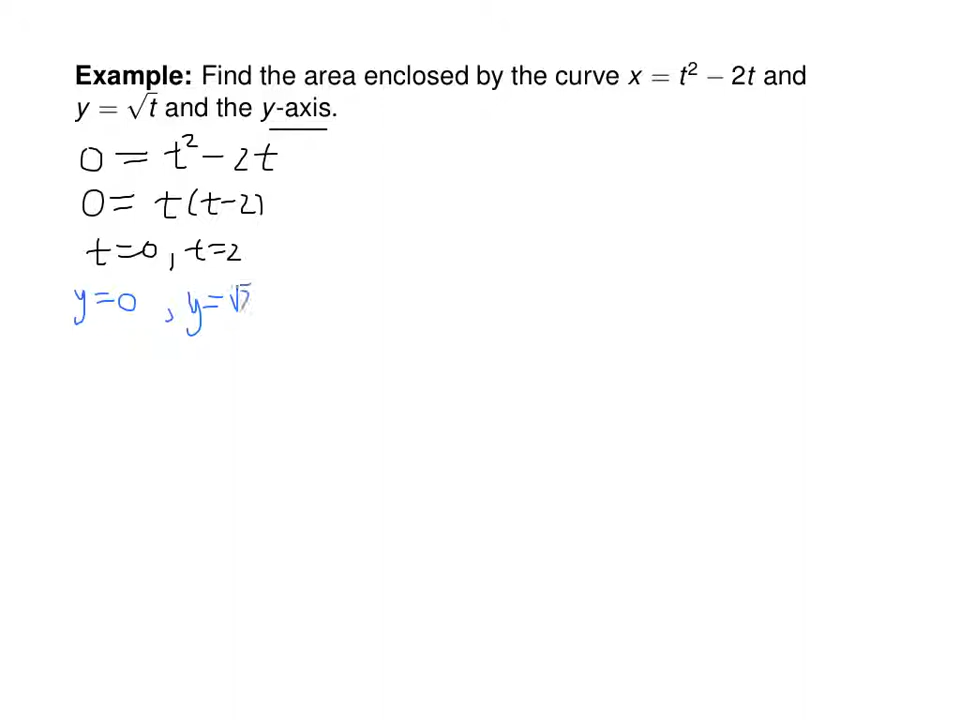 Example: Find the area enclosed by the curve x = t² − 2t and
y = √t and the y-axis.
0 = t² − 2t
0 = t(t−2)
t=0, t=2
y=0 , y=√